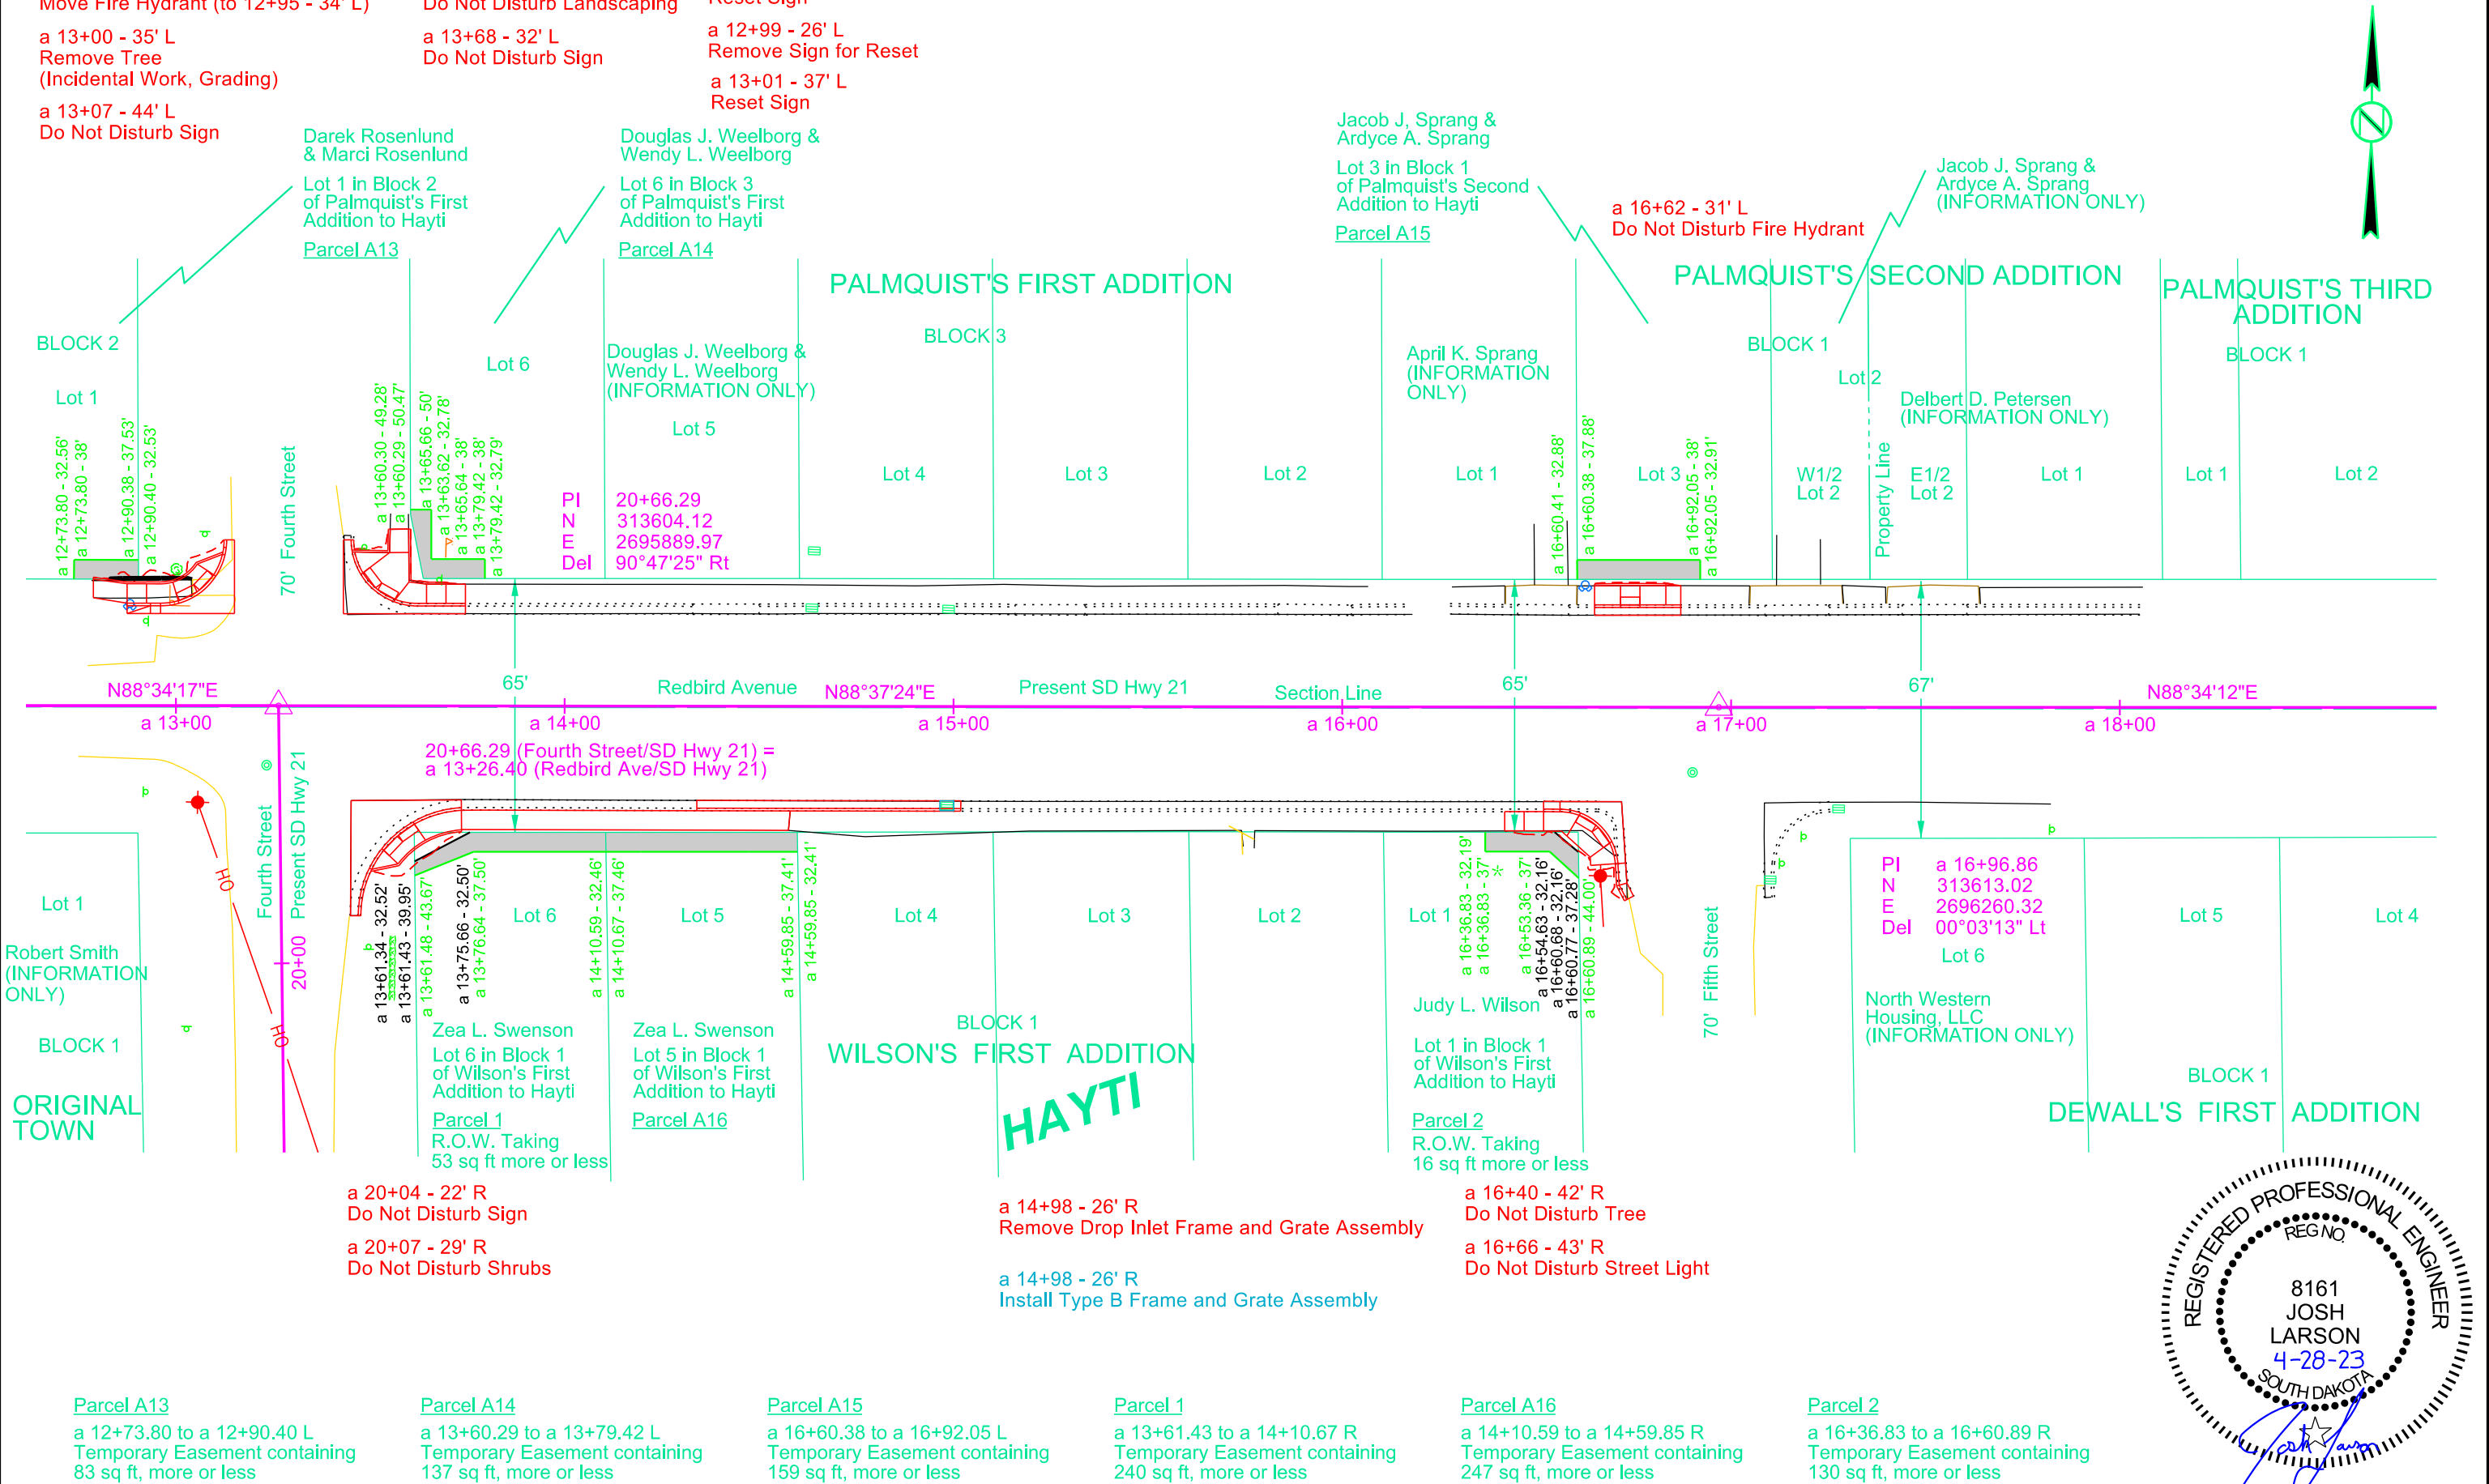 Move Fire Hydrant (to 12+95 - 34' L)
a 13+00 - 35' L
Remove Tree
(Incidental Work, Grading)
a 13+07 - 44' L
Do Not Disturb Sign
Do Not Disturb Landscaping
a 13+68 - 32' L
Do Not Disturb Sign
Reset Sign
a 12+99 - 26' L
Remove Sign for Reset
a 13+01 - 37' L
Reset Sign
Darek Rosenlund
& Marci Rosenlund
Lot 1 in Block 2
of Palmquist's First
Addition to Hayti
Parcel A13
Douglas J. Weelborg &
Wendy L. Weelborg
Lot 6 in Block 3
of Palmquist's First
Addition to Hayti
Parcel A14
Jacob J, Sprang &
Ardyce A. Sprang
Lot 3 in Block 1
of Palmquist's Second
Addition to Hayti
Parcel A15
a 16+62 - 31' L
Do Not Disturb Fire Hydrant
Jacob J. Sprang &
Ardyce A. Sprang
(INFORMATION ONLY)
N
PALMQUIST'S FIRST ADDITION
PALMQUIST'S SECOND ADDITION
PALMQUIST'S THIRD
ADDITION
BLOCK 2
Lot 1
BLOCK 3
BLOCK 1
BLOCK 1
Lot 6
Douglas J. Weelborg &
Wendy L. Weelborg
(INFORMATION ONLY)
Lot 5
Lot 4
Lot 3
Lot 2
April K. Sprang
(INFORMATION
ONLY)
Lot 1
Lot 3
Lot 2
W1/2
Lot 2
Property Line
E1/2
Lot 2
Delbert D. Petersen
(INFORMATION ONLY)
Lot 1
Lot 1
Lot 2
a 12+73.80 - 32.56'
a 12+73.80 - 38'
a 12+90.38 - 37.53'
a 12+90.40 - 32.53'
70' Fourth Street
a 13+60.30 - 49.28'
a 13+60.29 - 50.47'
a 13+65.66 - 50'
a 13+63.62 - 32.78'
a 13+65.64 - 38'
a 13+79.42 - 38'
a 13+79.42 - 32.79'
PI 20+66.29
N 313604.12
E 2695889.97
Del 90°47'25" Rt
a 16+60.41 - 32.88'
a 16+60.38 - 37.88'
a 16+92.05 - 38'
a 16+92.05 - 32.91'
N88°34'17"E
65'
Redbird Avenue
N88°37'24"E
Present SD Hwy 21
Section Line
65'
67'
N88°34'12"E
a 13+00
a 14+00
a 15+00
a 16+00
a 17+00
a 18+00
20+66.29 (Fourth Street/SD Hwy 21) =
a 13+26.40 (Redbird Ave/SD Hwy 21)
Fourth Street
Present SD Hwy 21
20+00
OH
OH
Lot 1
Robert Smith
(INFORMATION
ONLY)
BLOCK 1
ORIGINAL
TOWN
a 13+61.34 - 32.52'
a 13+61.43 - 39.95'
a 13+61.48 - 43.67'
a 13+75.66 - 32.50'
a 13+76.64 - 37.50'
a 14+10.59 - 32.46'
a 14+10.67 - 37.46'
a 14+59.85 - 37.41'
a 14+59.85 - 32.41'
Lot 6
Lot 5
Lot 4
Lot 3
Lot 2
Lot 1
a 16+36.83 - 32.19'
a 16+36.83 - 37'
a 16+53.36 - 37'
a 16+54.63 - 32.16'
a 16+60.68 - 32.16'
a 16+60.77 - 37.28'
a 16+60.89 - 44.00'
70' Fifth Street
PI a 16+96.86
N 313613.02
E 2696260.32
Del 00°03'13" Lt
Lot 6
Lot 5
Lot 4
North Western
Housing, LLC
(INFORMATION ONLY)
BLOCK 1
DEWALL'S FIRST ADDITION
Zea L. Swenson
Lot 6 in Block 1
of Wilson's First
Addition to Hayti
Parcel 1
R.O.W. Taking
53 sq ft more or less
Zea L. Swenson
Lot 5 in Block 1
of Wilson's First
Addition to Hayti
Parcel A16
BLOCK 1
WILSON'S FIRST ADDITION
HAYTI
Judy L. Wilson
Lot 1 in Block 1
of Wilson's First
Addition to Hayti
Parcel 2
R.O.W. Taking
16 sq ft more or less
a 20+04 - 22' R
Do Not Disturb Sign
a 20+07 - 29' R
Do Not Disturb Shrubs
a 14+98 - 26' R
Remove Drop Inlet Frame and Grate Assembly
a 14+98 - 26' R
Install Type B Frame and Grate Assembly
a 16+40 - 42' R
Do Not Disturb Tree
a 16+66 - 43' R
Do Not Disturb Street Light
REGISTERED PROFESSIONAL ENGINEER
REG NO.
8161
JOSH
LARSON
4-28-23
SOUTH DAKOTA
Josh Larson
Parcel A13
a 12+73.80 to a 12+90.40 L
Temporary Easement containing
83 sq ft, more or less
Parcel A14
a 13+60.29 to a 13+79.42 L
Temporary Easement containing
137 sq ft, more or less
Parcel A15
a 16+60.38 to a 16+92.05 L
Temporary Easement containing
159 sq ft, more or less
Parcel 1
a 13+61.43 to a 14+10.67 R
Temporary Easement containing
240 sq ft, more or less
Parcel A16
a 14+10.59 to a 14+59.85 R
Temporary Easement containing
247 sq ft, more or less
Parcel 2
a 16+36.83 to a 16+60.89 R
Temporary Easement containing
130 sq ft, more or less